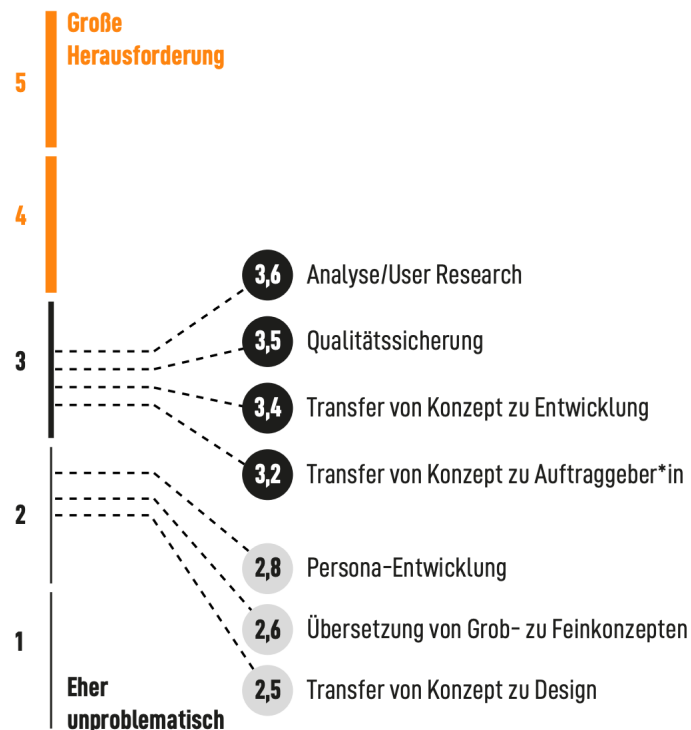 Große
Herausforderung
5
4
3,6 Analyse/User Research
3,5 Qualitätssicherung
3
3,4 Transfer von Konzept zu Entwicklung
3,2 Transfer von Konzept zu Auftraggeber*in
2
2,8 Persona-Entwicklung
2,6 Übersetzung von Grob- zu Feinkonzepten
1
2,5 Transfer von Konzept zu Design
Eher
unproblematisch